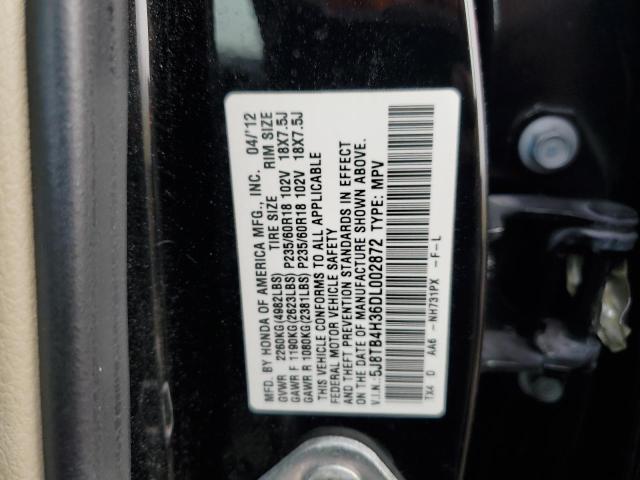 MFD. BY HONDA OF AMERICA MFG., INC. 04/'12
TIRE SIZE RIM SIZE
GVWR 2260KG(4982LBS)
GAWR F 1190KG(2623LBS) P235/60R18 102V 18X7.5J
GAWR R 1080KG(2381LBS) P235/60R18 102V 18X7.5J
THIS VEHICLE CONFORMS TO ALL APPLICABLE
FEDERAL MOTOR VEHICLE SAFETY
AND THEFT PREVENTION STANDARDS IN EFFECT
ON THE DATE OF MANUFACTURE SHOWN ABOVE.
V.I.N.:5J8TB4H36DL002872 TYPE: MPV
TX4 D AA6 -NH731PX -F-L